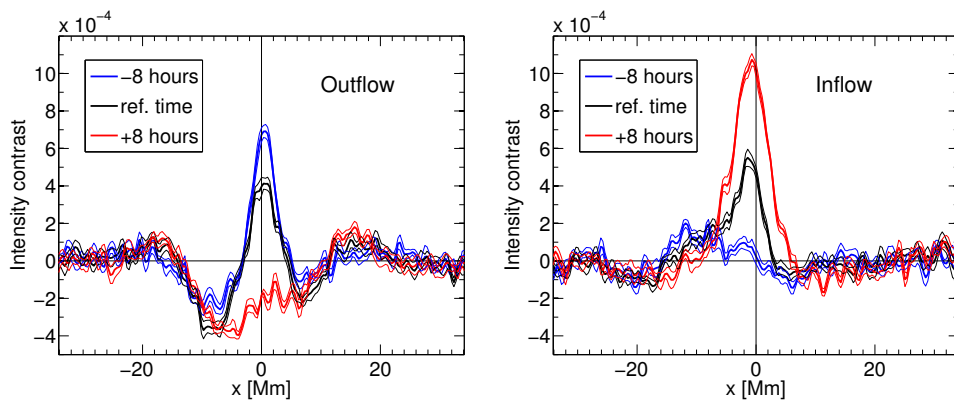 x 10⁻⁴
Intensity contrast
10
8
6
4
2
0
−2
−4
−8 hours
ref. time
+8 hours
Outflow
−20
0
20
x [Mm]
x 10⁻⁴
Intensity contrast
10
8
6
4
2
0
−2
−4
−8 hours
ref. time
+8 hours
Inflow
−20
0
20
x [Mm]